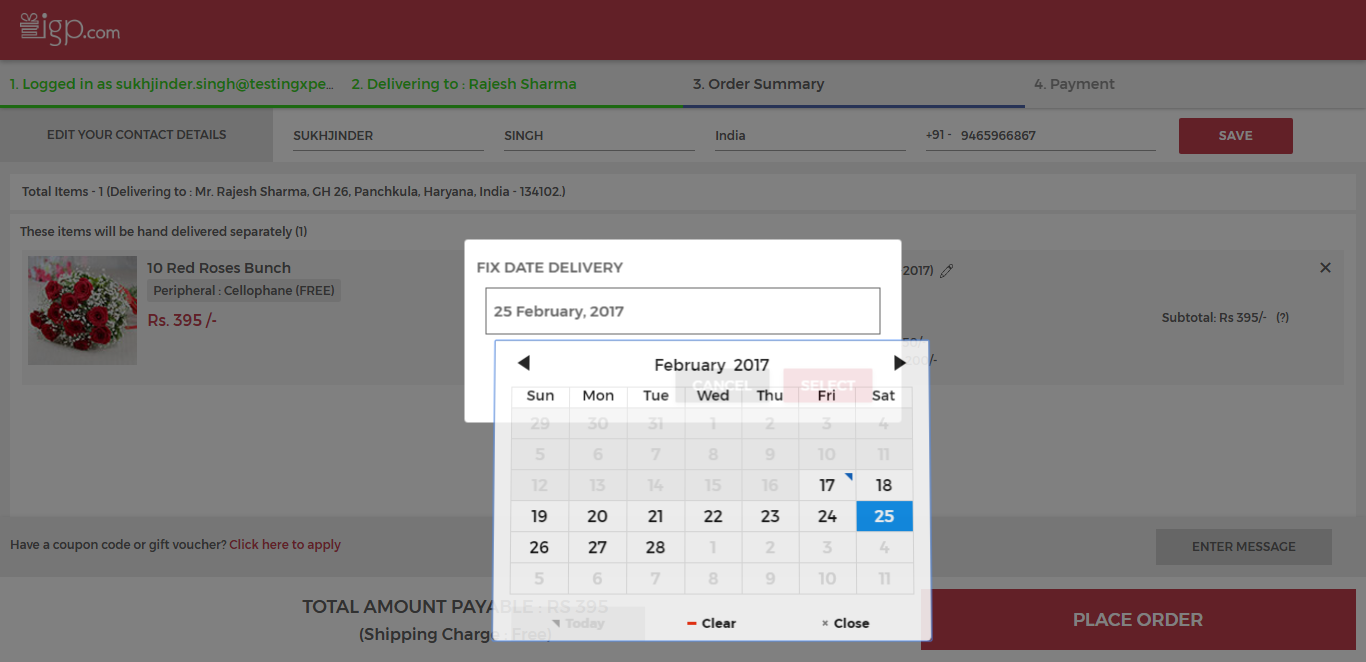 igp.com
1. Logged in as sukhjinder.singh@testingxpe... 2. Delivering to : Rajesh Sharma 3. Order Summary 4. Payment
EDIT YOUR CONTACT DETAILS SUKHJINDER SINGH India +91 - 9465966867 SAVE
Total Items - 1 (Delivering to : Mr. Rajesh Sharma, GH 26, Panchkula, Haryana, India - 134102.)
These items will be hand delivered separately (1)
10 Red Roses Bunch
Peripheral : Cellophane (FREE)
Rs. 395 /-
2017)
Subtotal: Rs 395/- (?)
FIX DATE DELIVERY
25 February, 2017
CANCEL SELECT
February 2017
Sun Mon Tue Wed Thu Fri Sat
29 30 31 1 2 3 4
5 6 7 8 9 10 11
12 13 14 15 16 17 18
19 20 21 22 23 24 25
26 27 28 1 2 3 4
5 6 7 8 9 10 11
Today Clear × Close
Have a coupon code or gift voucher? Click here to apply
ENTER MESSAGE
TOTAL AMOUNT PAYABLE : RS 395
(Shipping Charge : Free)
PLACE ORDER